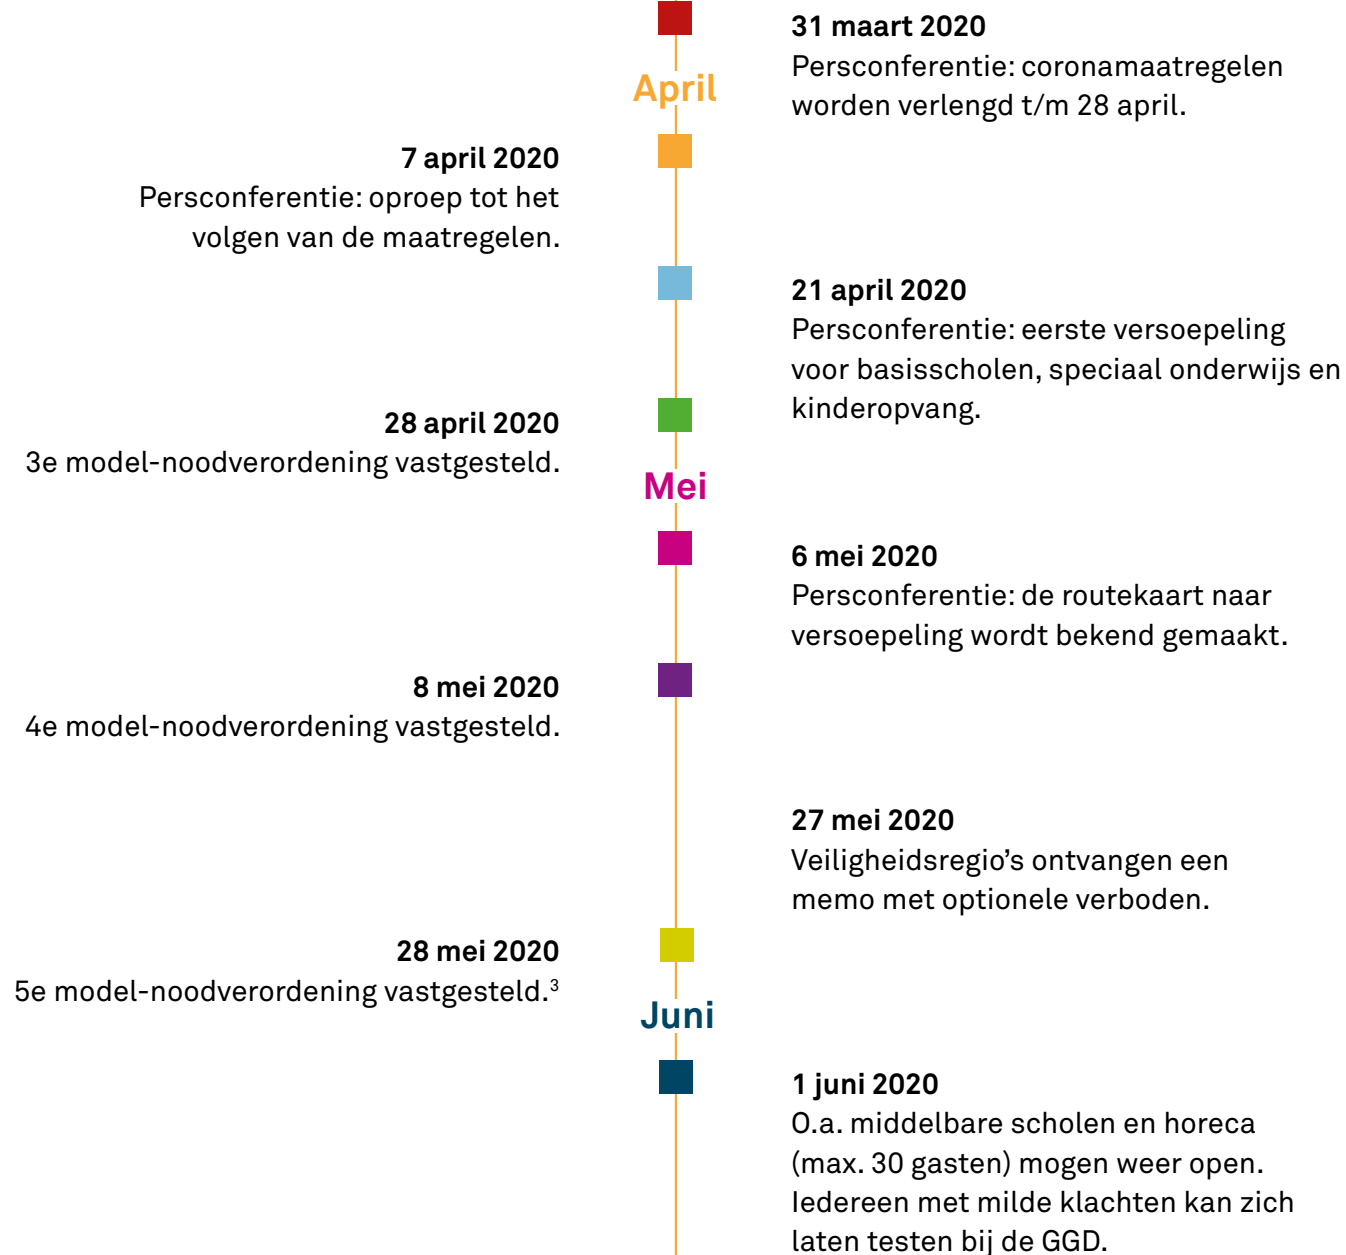 31 maart 2020
Persconferentie: coronamaatregelen
worden verlengd t/m 28 april.
April
7 april 2020
Persconferentie: oproep tot het
volgen van de maatregelen.
21 april 2020
Persconferentie: eerste versoepeling
voor basisscholen, speciaal onderwijs en
kinderopvang.
28 april 2020
3e model-noodverordening vastgesteld.
Mei
6 mei 2020
Persconferentie: de routekaart naar
versoepeling wordt bekend gemaakt.
8 mei 2020
4e model-noodverordening vastgesteld.
27 mei 2020
Veiligheidsregio’s ontvangen een
memo met optionele verboden.
28 mei 2020
5e model-noodverordening vastgesteld.³
Juni
1 juni 2020
O.a. middelbare scholen en horeca
(max. 30 gasten) mogen weer open.
Iedereen met milde klachten kan zich
laten testen bij de GGD.